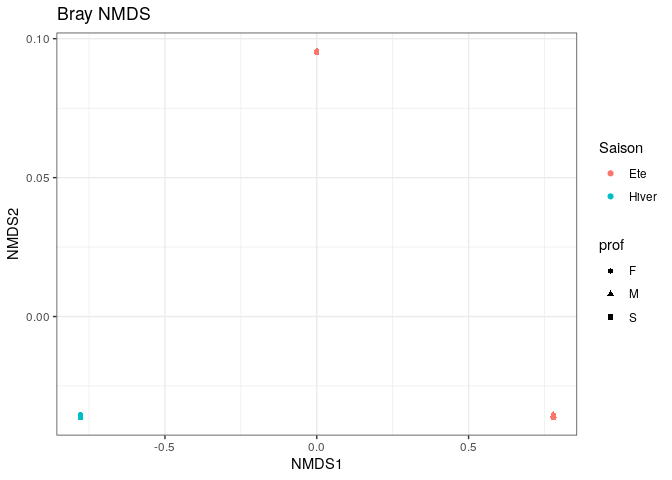 Bray NMDS
0.10
0.05
0.00
NMDS2
-0.5
0.0
0.5
NMDS1
Saison
Ete
Hiver
prof
F
M
S